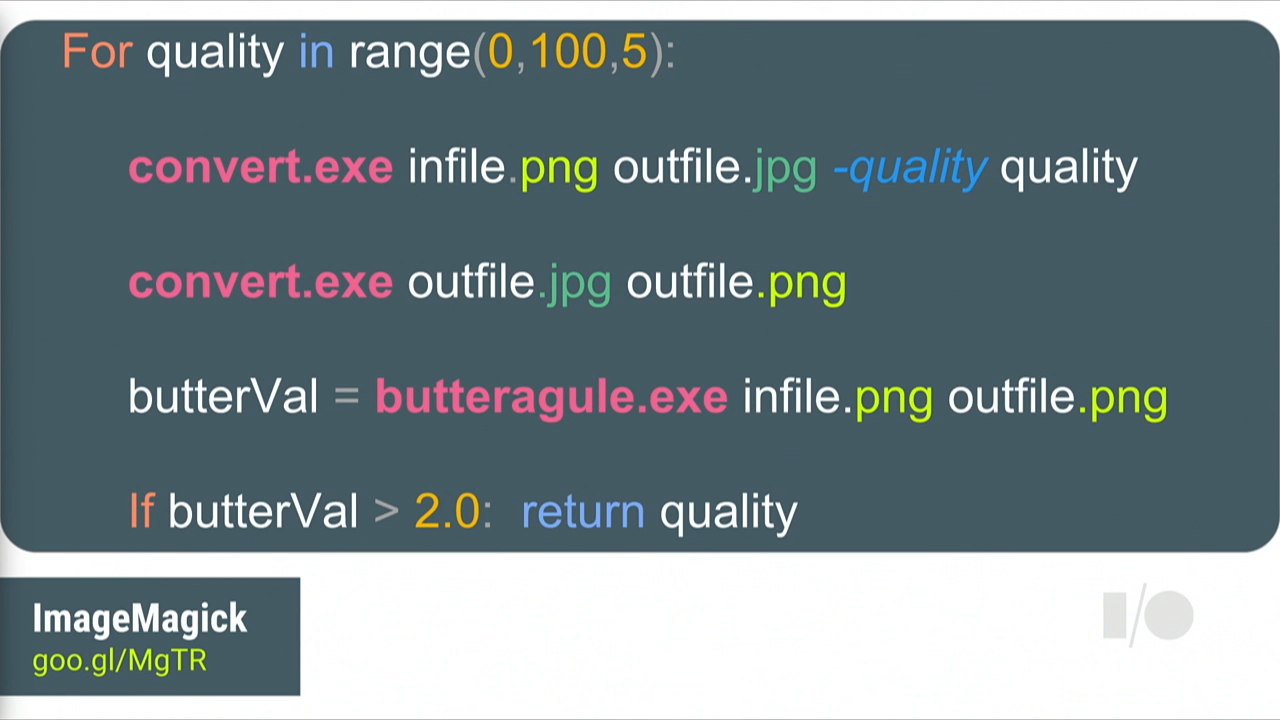 For quality in range(0,100,5):
convert.exe infile.png outfile.jpg -quality quality
convert.exe outfile.jpg outfile.png
butterVal = butteragule.exe infile.png outfile.png
If butterVal > 2.0: return quality
ImageMagick
goo.gl/MgTR
I/O